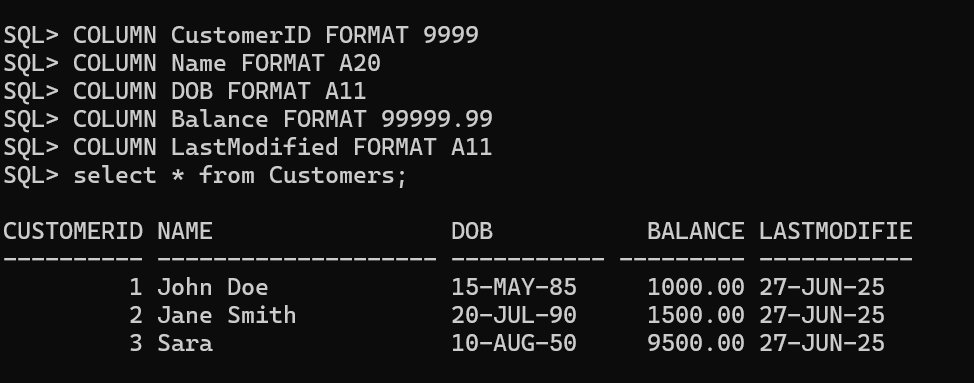 SQL> COLUMN CustomerID FORMAT 9999
SQL> COLUMN Name FORMAT A20
SQL> COLUMN DOB FORMAT A11
SQL> COLUMN Balance FORMAT 99999.99
SQL> COLUMN LastModified FORMAT A11
SQL> select * from Customers;

CUSTOMERID NAME                 DOB           BALANCE LASTMODIFIE
---------- -------------------- ----------- --------- -----------
         1 John Doe             15-MAY-85     1000.00 27-JUN-25
         2 Jane Smith           20-JUL-90     1500.00 27-JUN-25
         3 Sara                 10-AUG-50     9500.00 27-JUN-25